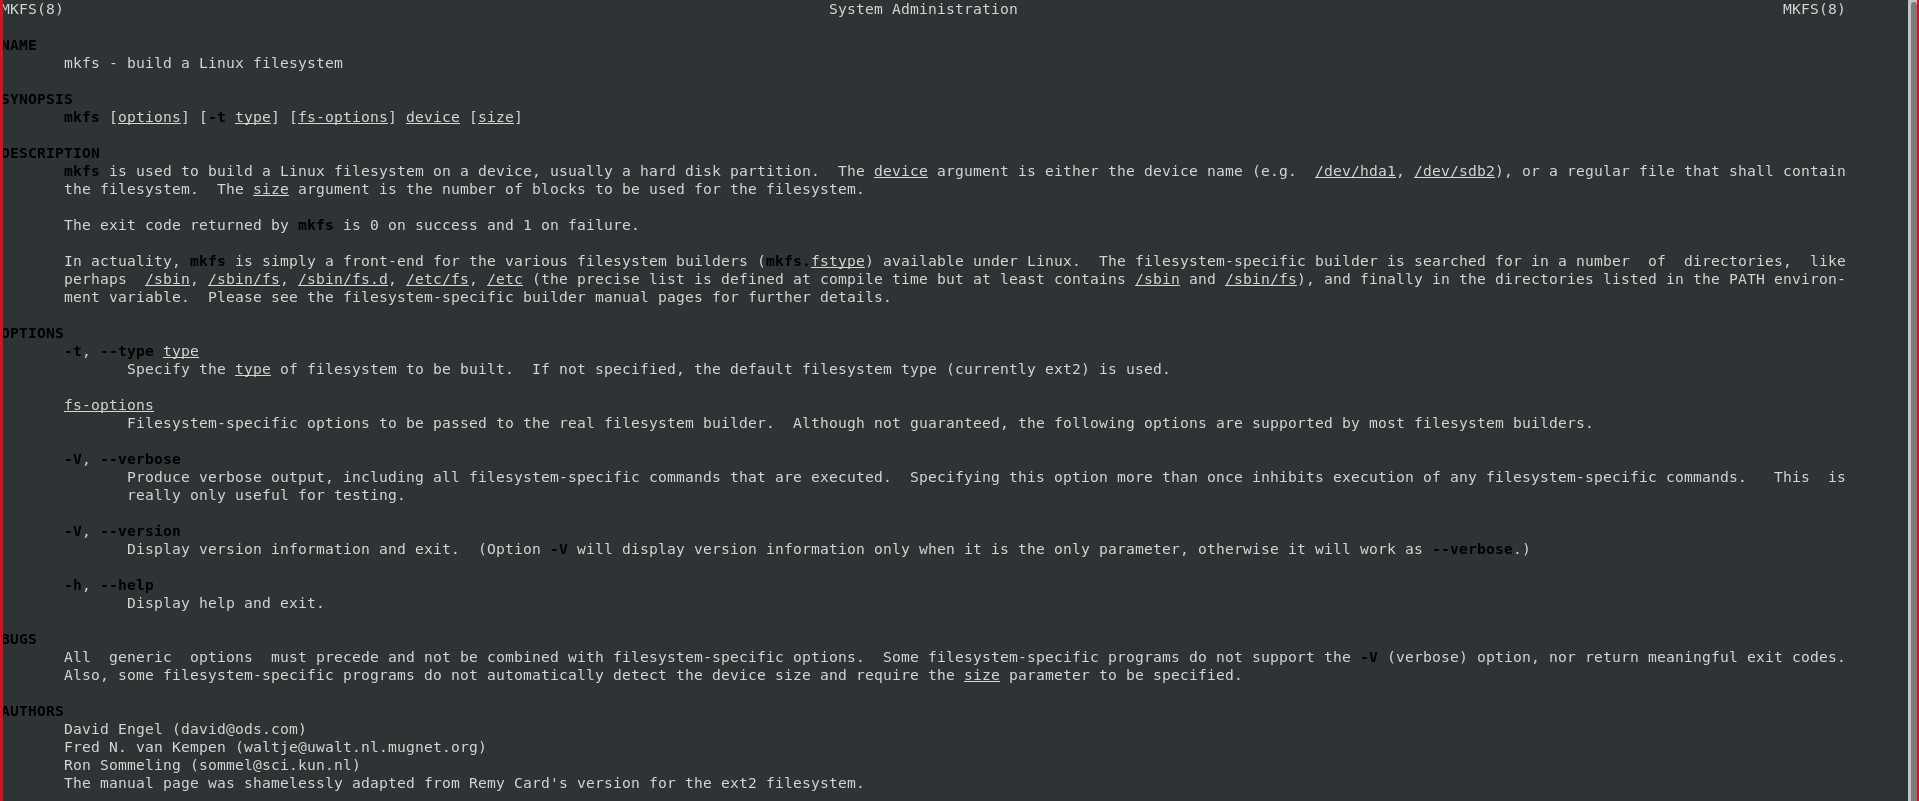 MKFS(8) System Administration MKFS(8)
NAME
mkfs - build a Linux filesystem
SYNOPSIS
mkfs [options] [-t type] [fs-options] device [size]
DESCRIPTION
mkfs is used to build a Linux filesystem on a device, usually a hard disk partition.  The device argument is either the device name (e.g.  /dev/hda1, /dev/sdb2), or a regular file that shall contain
the filesystem.  The size argument is the number of blocks to be used for the filesystem.
The exit code returned by mkfs is 0 on success and 1 on failure.
In actuality, mkfs is simply a front-end for the various filesystem builders (mkfs.fstype) available under Linux.  The filesystem-specific builder is searched for in a number  of  directories,  like
perhaps  /sbin, /sbin/fs, /sbin/fs.d, /etc/fs, /etc (the precise list is defined at compile time but at least contains /sbin and /sbin/fs), and finally in the directories listed in the PATH environ-
ment variable.  Please see the filesystem-specific builder manual pages for further details.
OPTIONS
-t, --type type
Specify the type of filesystem to be built.  If not specified, the default filesystem type (currently ext2) is used.
fs-options
Filesystem-specific options to be passed to the real filesystem builder.  Although not guaranteed, the following options are supported by most filesystem builders.
-V, --verbose
Produce verbose output, including all filesystem-specific commands that are executed.  Specifying this option more than once inhibits execution of any filesystem-specific commands.   This  is
really only useful for testing.
-V, --version
Display version information and exit.  (Option -V will display version information only when it is the only parameter, otherwise it will work as --verbose.)
-h, --help
Display help and exit.
BUGS
All  generic  options  must precede and not be combined with filesystem-specific options.  Some filesystem-specific programs do not support the -V (verbose) option, nor return meaningful exit codes.
Also, some filesystem-specific programs do not automatically detect the device size and require the size parameter to be specified.
AUTHORS
David Engel (david@ods.com)
Fred N. van Kempen (waltje@uwalt.nl.mugnet.org)
Ron Sommeling (sommel@sci.kun.nl)
The manual page was shamelessly adapted from Remy Card's version for the ext2 filesystem.